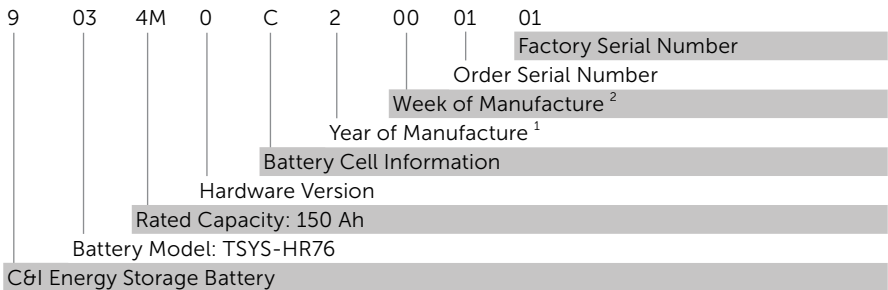 9 03 4M 0 C 2 00 01 01
Factory Serial Number
Order Serial Number
Week of Manufacture 2
Year of Manufacture 1
Battery Cell Information
Hardware Version
Rated Capacity: 150 Ah
Battery Model: TSYS-HR76
C&I Energy Storage Battery